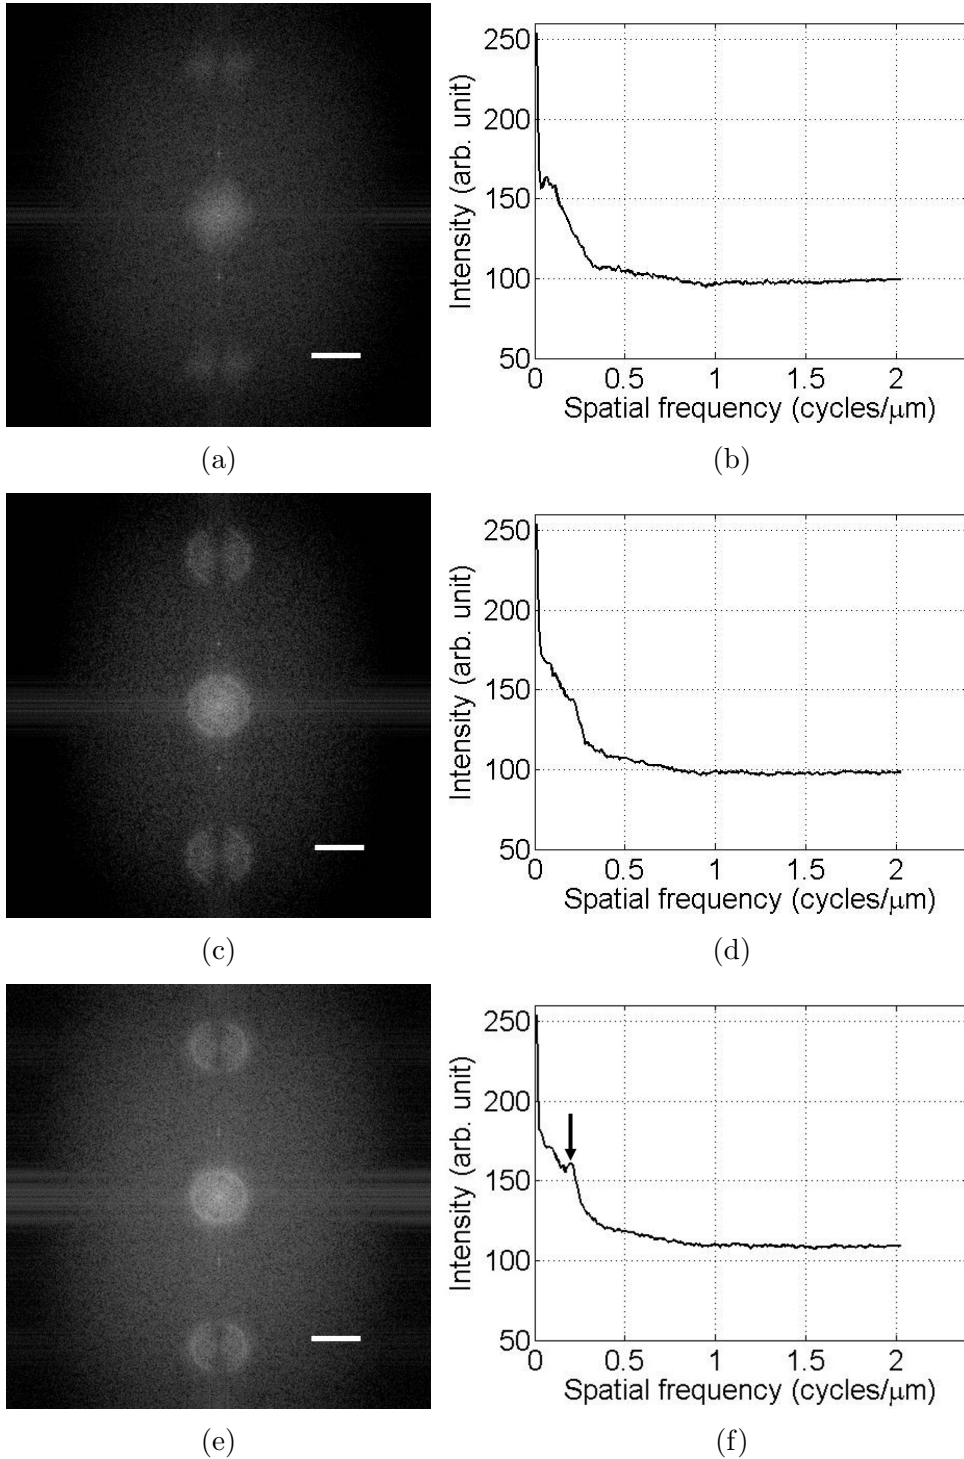 250
200
150
100
50
0
0.5
1
1.5
2
Intensity (arb. unit)
Spatial frequency (cycles/μm)
(a)
(b)
250
200
150
100
50
0
0.5
1
1.5
2
Intensity (arb. unit)
Spatial frequency (cycles/μm)
(c)
(d)
250
200
150
100
50
0
0.5
1
1.5
2
Intensity (arb. unit)
Spatial frequency (cycles/μm)
(e)
(f)